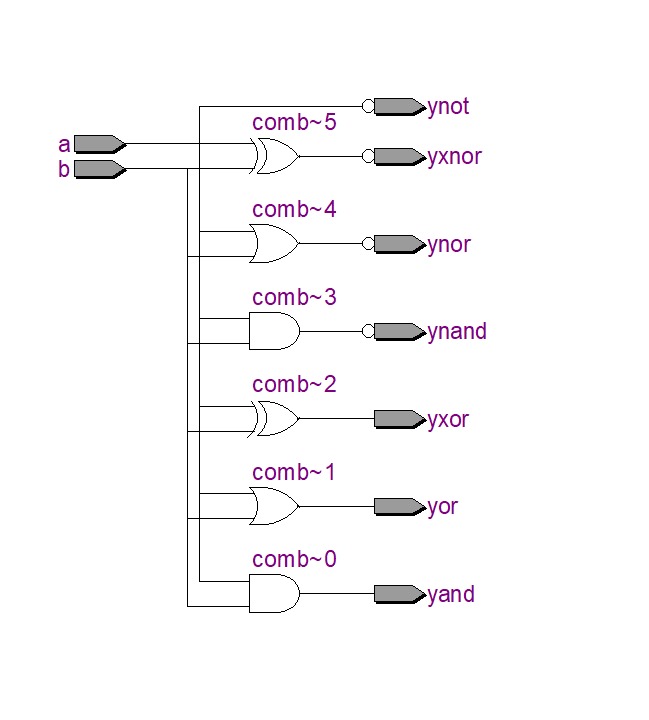 ynot
comb~5
a
yxnor
b
comb~4
ynor
comb~3
ynand
comb~2
yxor
comb~1
yor
comb~0
yand